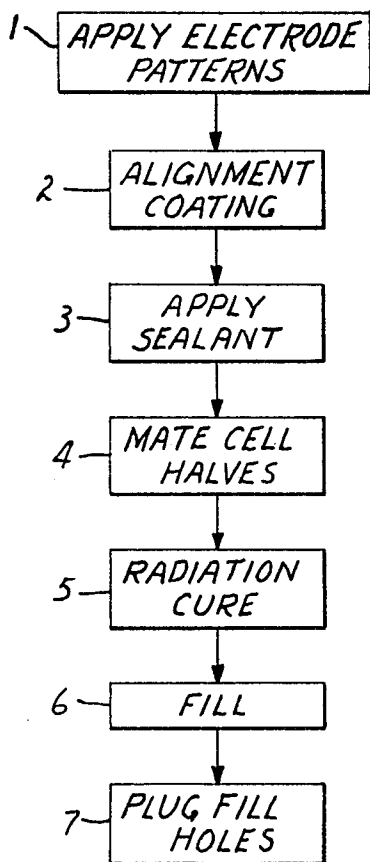 1 APPLY ELECTRODE
PATTERNS
2 ALIGNMENT
COATING
3 APPLY
SEALANT
4 MATE CELL
HALVES
5 RADIATION
CURE
6 FILL
7 PLUG FILL
HOLES